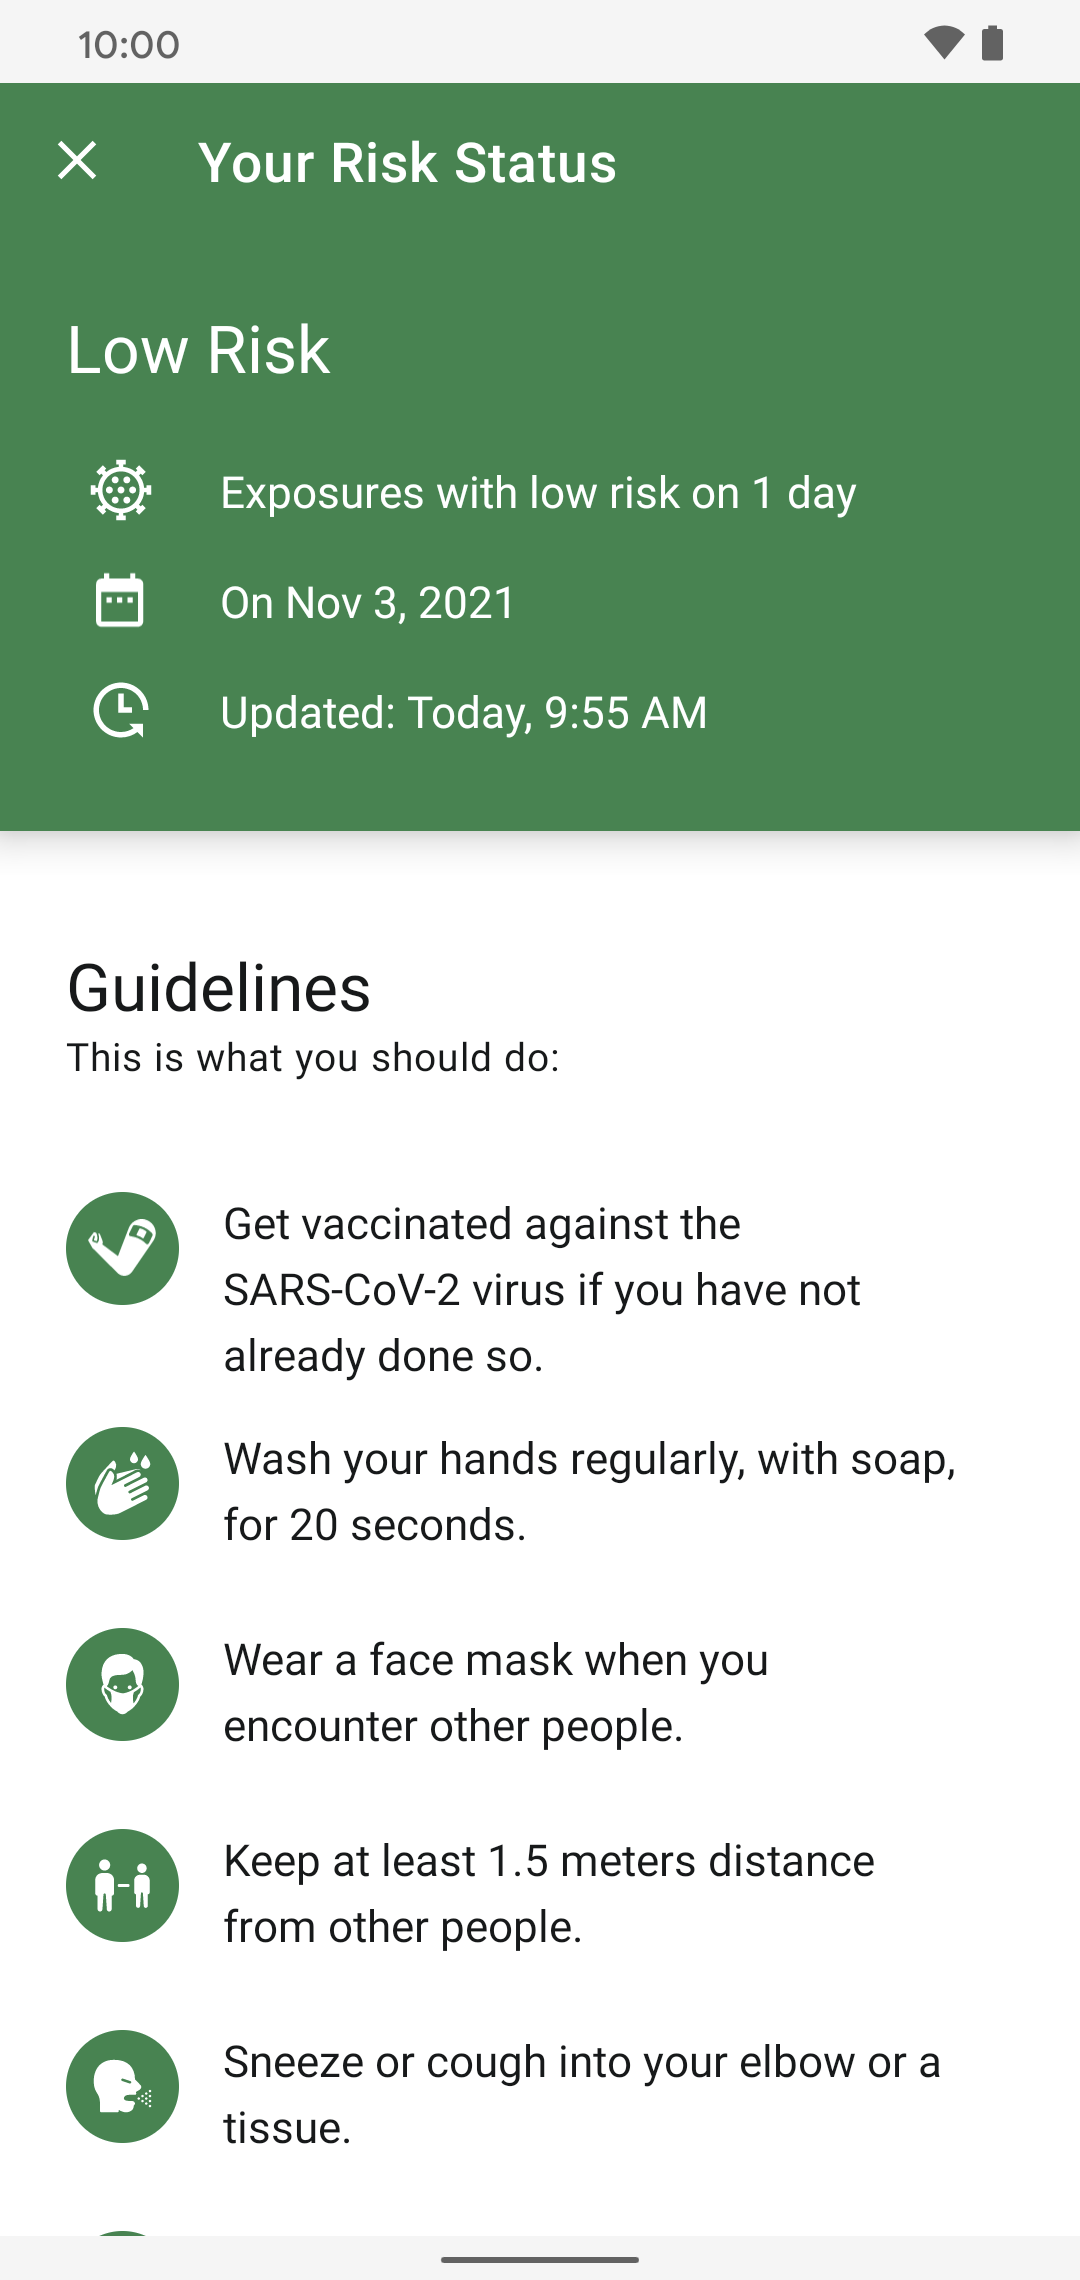 10:00
Your Risk Status
Low Risk
Exposures with low risk on 1 day
On Nov 3, 2021
Updated: Today, 9:55 AM
Guidelines
This is what you should do:
Get vaccinated against the
SARS-CoV-2 virus if you have not
already done so.
Wash your hands regularly, with soap,
for 20 seconds.
Wear a face mask when you
encounter other people.
Keep at least 1.5 meters distance
from other people.
Sneeze or cough into your elbow or a
tissue.